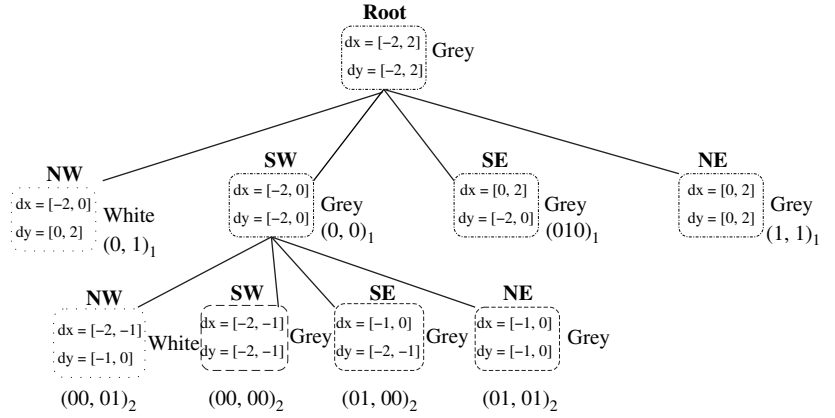 Root
dx = [-2, 2]
Grey
dy = [-2, 2]
NW
SW
SE
NE
dx = [-2, 0]
dy = [0, 2]
White
(0, 1)1
dx = [-2, 0]
dy = [-2, 0]
Grey
(0, 0)1
dx = [0, 2]
dy = [-2, 0]
Grey
(010)1
dx = [0, 2]
dy = [0, 2]
Grey
(1, 1)1
NW
SW
SE
NE
dx = [-2, -1]
dy = [-1, 0]
White
dx = [-2, -1]
dy = [-2, -1]
Grey
dx = [-1, 0]
dy = [-2, -1]
Grey
dx = [-1, 0]
dy = [-1, 0]
Grey
(00, 01)2
(00, 00)2
(01, 00)2
(01, 01)2